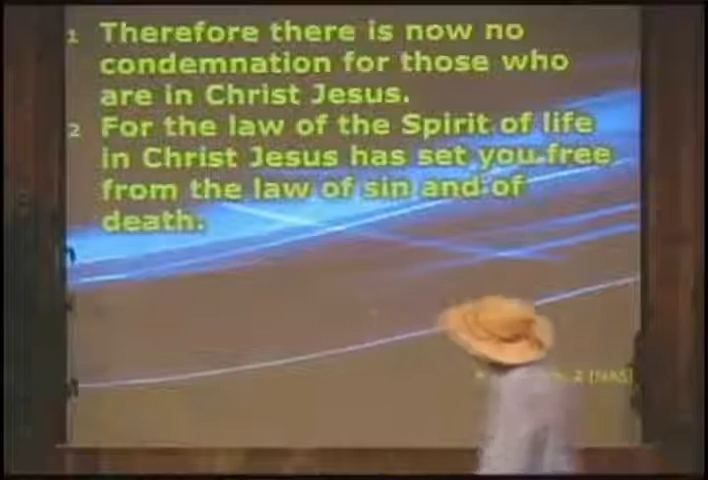 1 Therefore there is now no
condemnation for those who
are in Christ Jesus.
2 For the law of the Spirit of life
in Christ Jesus has set you free
from the law of sin and of
death.
2 [NAS]